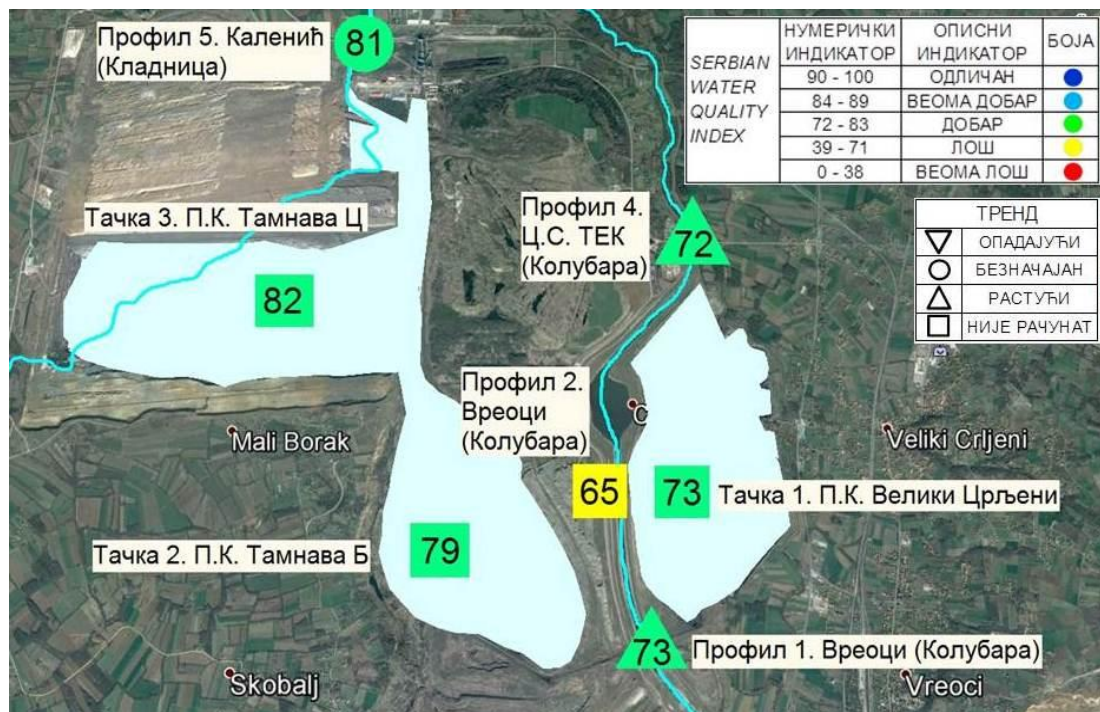 Профил 5. Каленић
(Кладница)
81
SERBIAN
WATER
QUALITY
INDEX
НУМЕРИЧКИ
ИНДИКАТОР
ОПИСНИ
ИНДИКАТОР
БОЈА
90 - 100
ОДЛИЧАН
84 - 89
ВЕОМА ДОБАР
72 - 83
ДОБАР
39 - 71
ЛОШ
0 - 38
ВЕОМА ЛОШ
ТРЕНД
ОПАДАЈУЋИ
БЕЗНАЧАЈАН
РАСТУЋИ
НИЈЕ РАЧУНАТ
Тачка 3. П.К. Тамнава Ц
82
Профил 4.
Ц.С. ТЕК
(Колубара)
72
Профил 2.
Вреоци
(Колубара)
65
Mali Borak
Veliki Crljeni
73
Тачка 1. П.К. Велики Црљени
Тачка 2. П.К. Тамнава Б
79
73
Профил 1. Вреоци (Колубара)
Skobalj
Vreoci